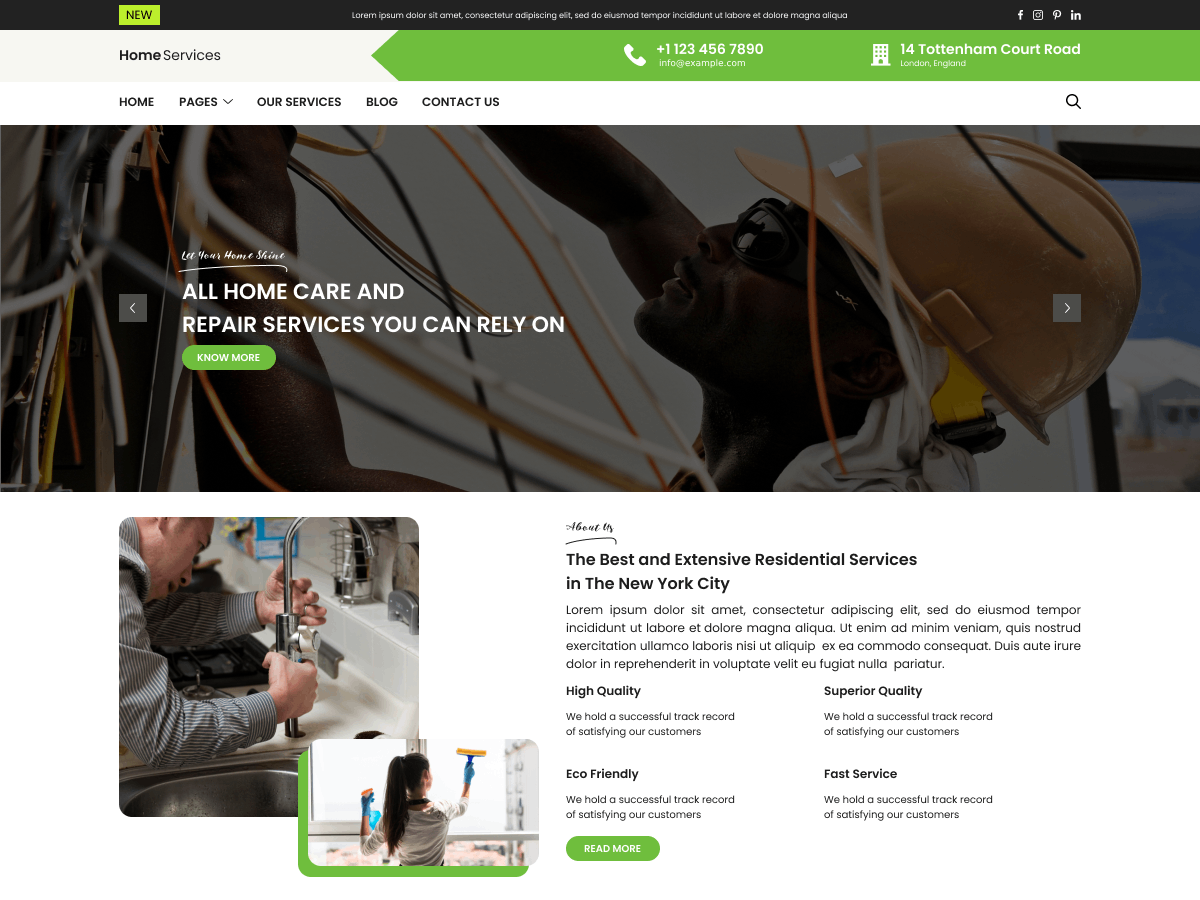 NEW
Lorem ipsum dolor sit amet, consectetur adipiscing elit, sed do eiusmod tempor incididunt ut labore et dolore magna aliqua
Home Services
+1 123 456 7890
info@example.com
14 Tottenham Court Road
London, England
HOME
PAGES
OUR SERVICES
BLOG
CONTACT US
Let Your Home Shine
ALL HOME CARE AND
REPAIR SERVICES YOU CAN RELY ON
KNOW MORE
About Us
The Best and Extensive Residential Services
in The New York City
Lorem ipsum dolor sit amet, consectetur adipiscing elit, sed do eiusmod tempor
incididunt ut labore et dolore magna aliqua. Ut enim ad minim veniam, quis nostrud
exercitation ullamco laboris nisi ut aliquip ex ea commodo consequat. Duis aute irure
dolor in reprehenderit in voluptate velit eu fugiat nulla pariatur.
High Quality
We hold a successful track record
of satisfying our customers
Superior Quality
We hold a successful track record
of satisfying our customers
Eco Friendly
We hold a successful track record
of satisfying our customers
Fast Service
We hold a successful track record
of satisfying our customers
READ MORE